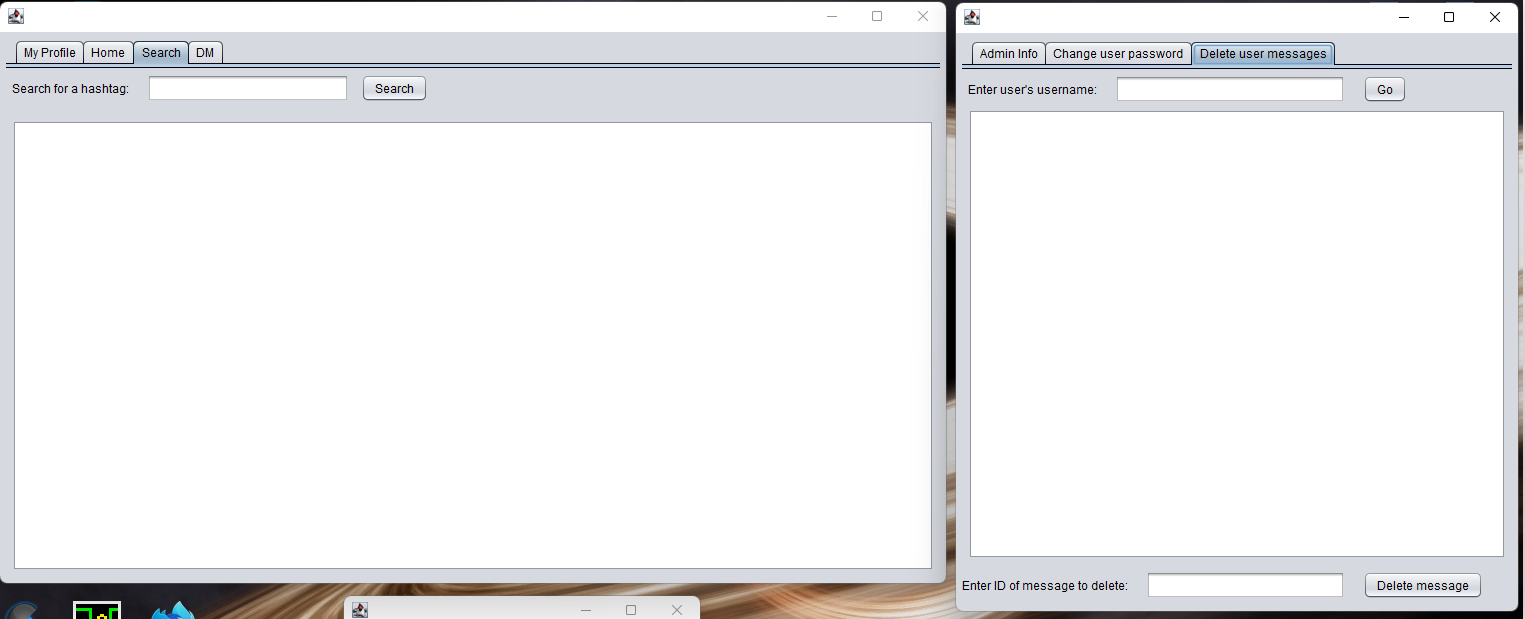 My Profile Home Search DM
Search for a hashtag: Search
Admin Info Change user password Delete user messages
Enter user's username: Go
Enter ID of message to delete: Delete message